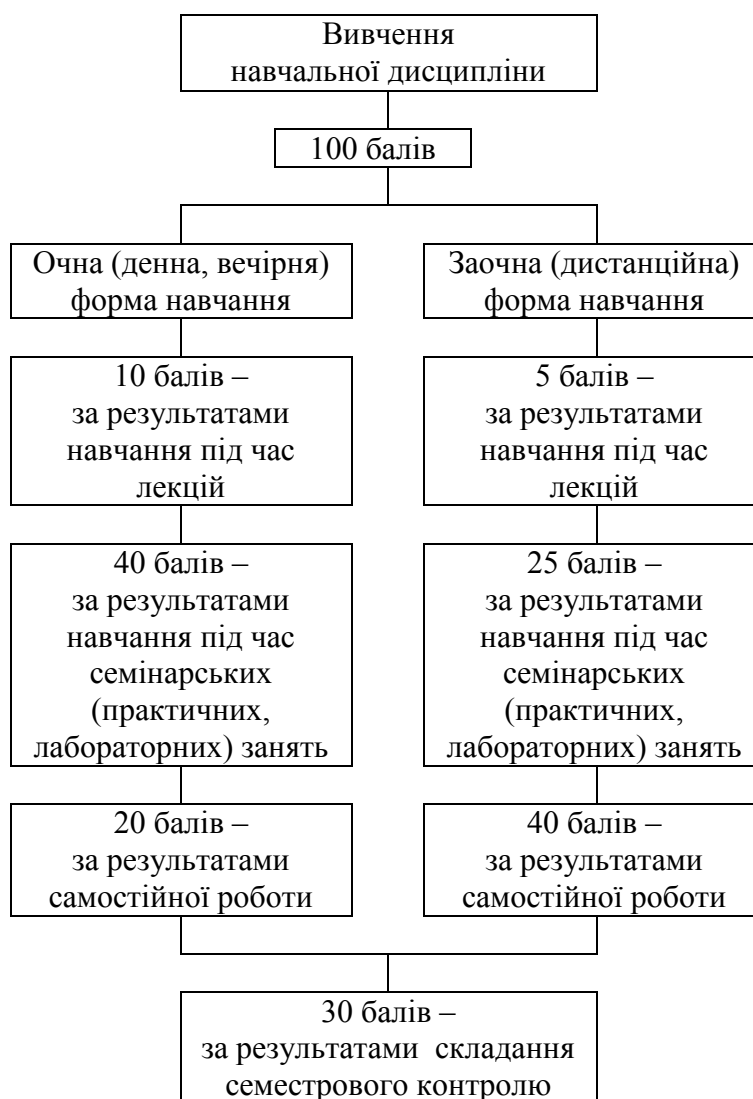 Вивчення
навчальної дисципліни
100 балів
Очна (денна, вечірня)
форма навчання
Заочна (дистанційна)
форма навчання
10 балів –
за результатами
навчання під час
лекцій
5 балів –
за результатами
навчання під час
лекцій
40 балів –
за результатами
навчання під час
семінарських
(практичних,
лабораторних) занять
25 балів –
за результатами
навчання під час
семінарських
(практичних,
лабораторних) занять
20 балів –
за результатами
самостійної роботи
40 балів –
за результатами
самостійної роботи
30 балів –
за результатами складання
семестрового контролю